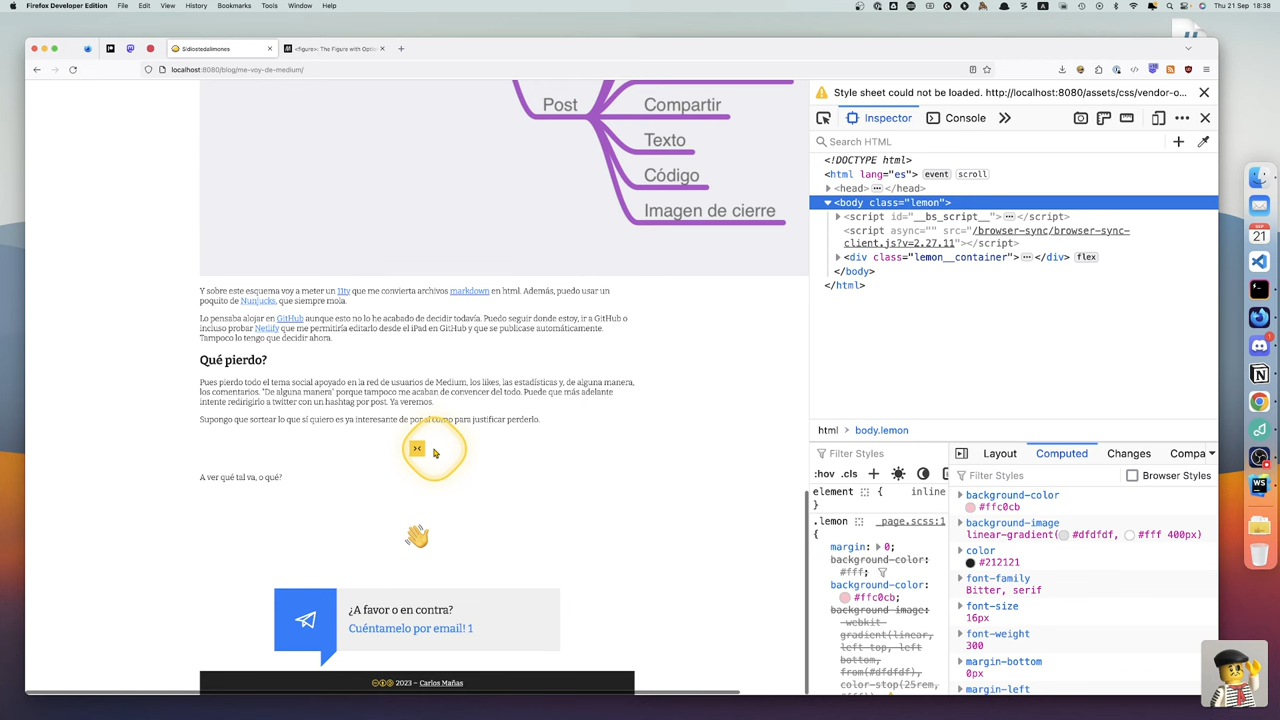 Firefox Developer Edition File Edit View History Bookmarks Tools Window Help Thu 21 Sep 18:38
Sidiostedalimones <figure>: The Figure with Optio
localhost:8080/blog/me-voy-de-medium/
Post
Compartir
Texto
Código
Imagen de cierre
Y sobre este esquema voy a meter un 11ty que me convierta archivos markdown en html. Además, puedo usar un
poquito de Nunjucks, que siempre mola.
Lo pensaba alojar en GitHub aunque esto no lo he acabado de decidir todavía. Puedo seguir donde estoy, ir a GitHub o
incluso probar Netlify que me permitiría editarlo desde el iPad en GitHub y que se publicase automáticamente.
Tampoco lo tengo que decidir ahora.
Qué pierdo?
Pues pierdo todo el tema social apoyado en la red de usuarios de Medium, los likes, las estadísticas y, de alguna manera,
los comentarios. "De alguna manera" porque tampoco me acaban de convencer del todo. Puede que más adelante
intente redirigirlo a twitter con un hashtag por post. Ya veremos.
Supongo que sortear lo que sí quiero es ya interesante de por sí como para justificar perderlo.
A ver qué tal va, o qué?
¿A favor o en contra?
Cuéntamelo por email! 1
2023 – Carlos Mañas
Style sheet could not be loaded. http://localhost:8080/assets/css/vendor-o...
Inspector Console
Search HTML
<!DOCTYPE html>
<html lang="es"> event scroll
<head> ••• </head>
<body class="lemon">
<script id="__bs_script__"> ••• </script>
<script async="" src="/browser-sync/browser-sync-
client.js?v=2.27.11"></script>
<div class="lemon__container"> ••• </div> flex
</body>
</html>
html body.lemon
Filter Styles
:hov .cls
element { inline
}
.lemon _page.scss:1
{
margin: 0;
background-color:
#fff;
background-color:
#ffc0cb;
background-image:
-webkit-
gradient(linear,
left top, left
bottom,
from(#dfdfdf),
color-stop(25rem,
#fff))
Layout Computed Changes Compa
Filter Styles Browser Styles
background-color
#ffc0cb
background-image
linear-gradient(#dfdfdf, #fff 400px)
color
#212121
font-family
Bitter, serif
font-size
16px
font-weight
300
margin-bottom
0px
margin-left